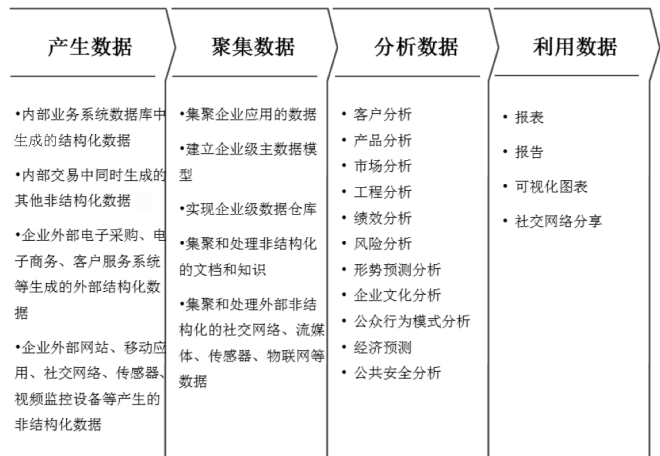 产生数据
•内部业务系统数据库中
生成的结构化数据
•内部交易中同时生成的
其他非结构化数据
•企业外部电子采购、电
子商务、客户服务系统
等生成的外部结构化数
据
•企业外部网站、移动应
用、社交网络、传感器、
视频监控设备等产生的
非结构化数据
聚集数据
•集聚企业应用的数据
•建立企业级主数据模
型
•实现企业级数据仓库
•集聚和处理非结构化
的文档和知识
•集聚和处理外部非结
构化的社交网络、流媒
体、传感器、物联网等
数据
分析数据
• 客户分析
• 产品分析
• 市场分析
• 工程分析
• 绩效分析
• 风险分析
• 形势预测分析
• 企业文化分析
• 公众行为模式分析
• 经济预测
• 公共安全分析
利用数据
• 报表
• 报告
• 可视化图表
• 社交网络分享